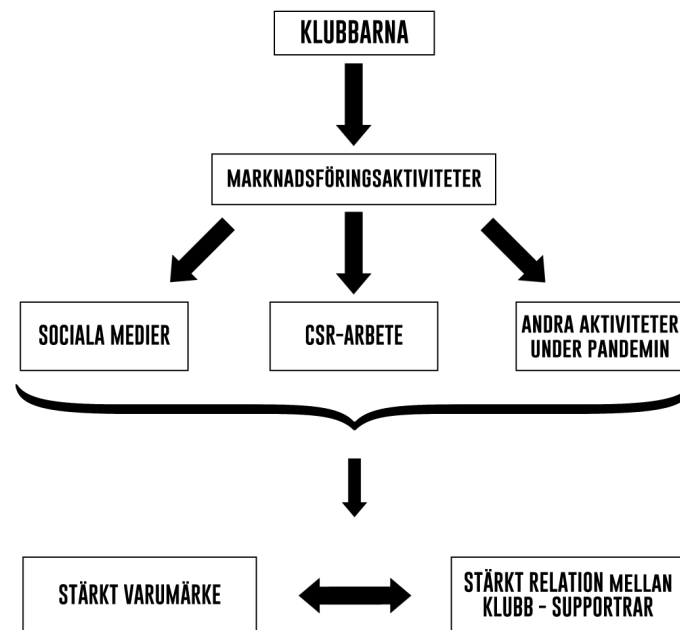 KLUBBARNA
MARKNADSFÖRINGSAKTIVITETER
SOCIALA MEDIER
CSR-ARBETE
ANDRA AKTIVITETER
UNDER PANDEMIN
STÄRKT VARUMÄRKE
STÄRKT RELATION MELLAN
KLUBB - SUPPORTRAR